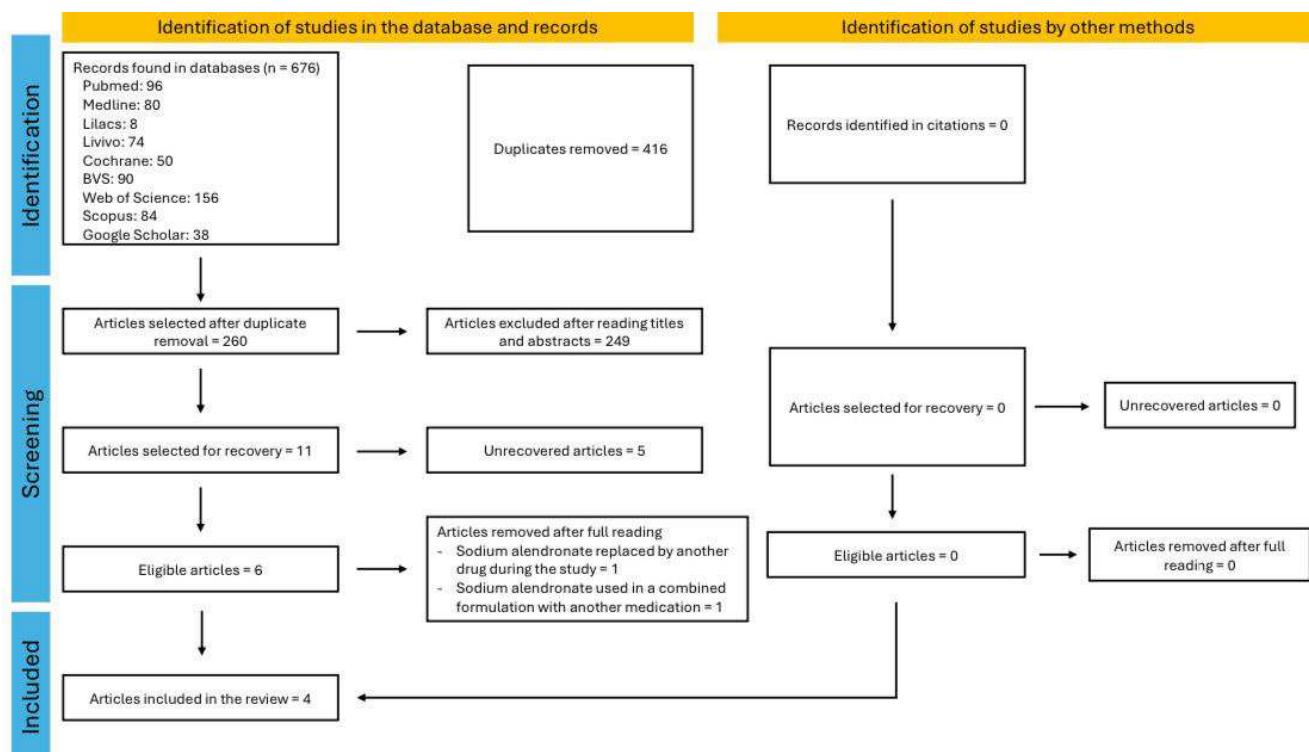 Identification of studies in the database and records
Identification of studies by other methods
Identification
Records found in databases (n = 676)
Pubmed: 96
Medline: 80
Lilacs: 8
Livivo: 74
Cochrane: 50
BVS: 90
Web of Science: 156
Scopus: 84
Google Scholar: 38
Duplicates removed = 416
Records identified in citations = 0
Screening
Articles selected after duplicate
removal = 260
Articles excluded after reading titles
and abstracts = 249
Articles selected for recovery = 11
Unrecovered articles = 5
Articles selected for recovery = 0
Unrecovered articles = 0
Eligible articles = 6
Articles removed after full reading
- Sodium alendronate replaced by another
drug during the study = 1
- Sodium alendronate used in a combined
formulation with another medication = 1
Eligible articles = 0
Articles removed after full
reading = 0
Included
Articles included in the review = 4